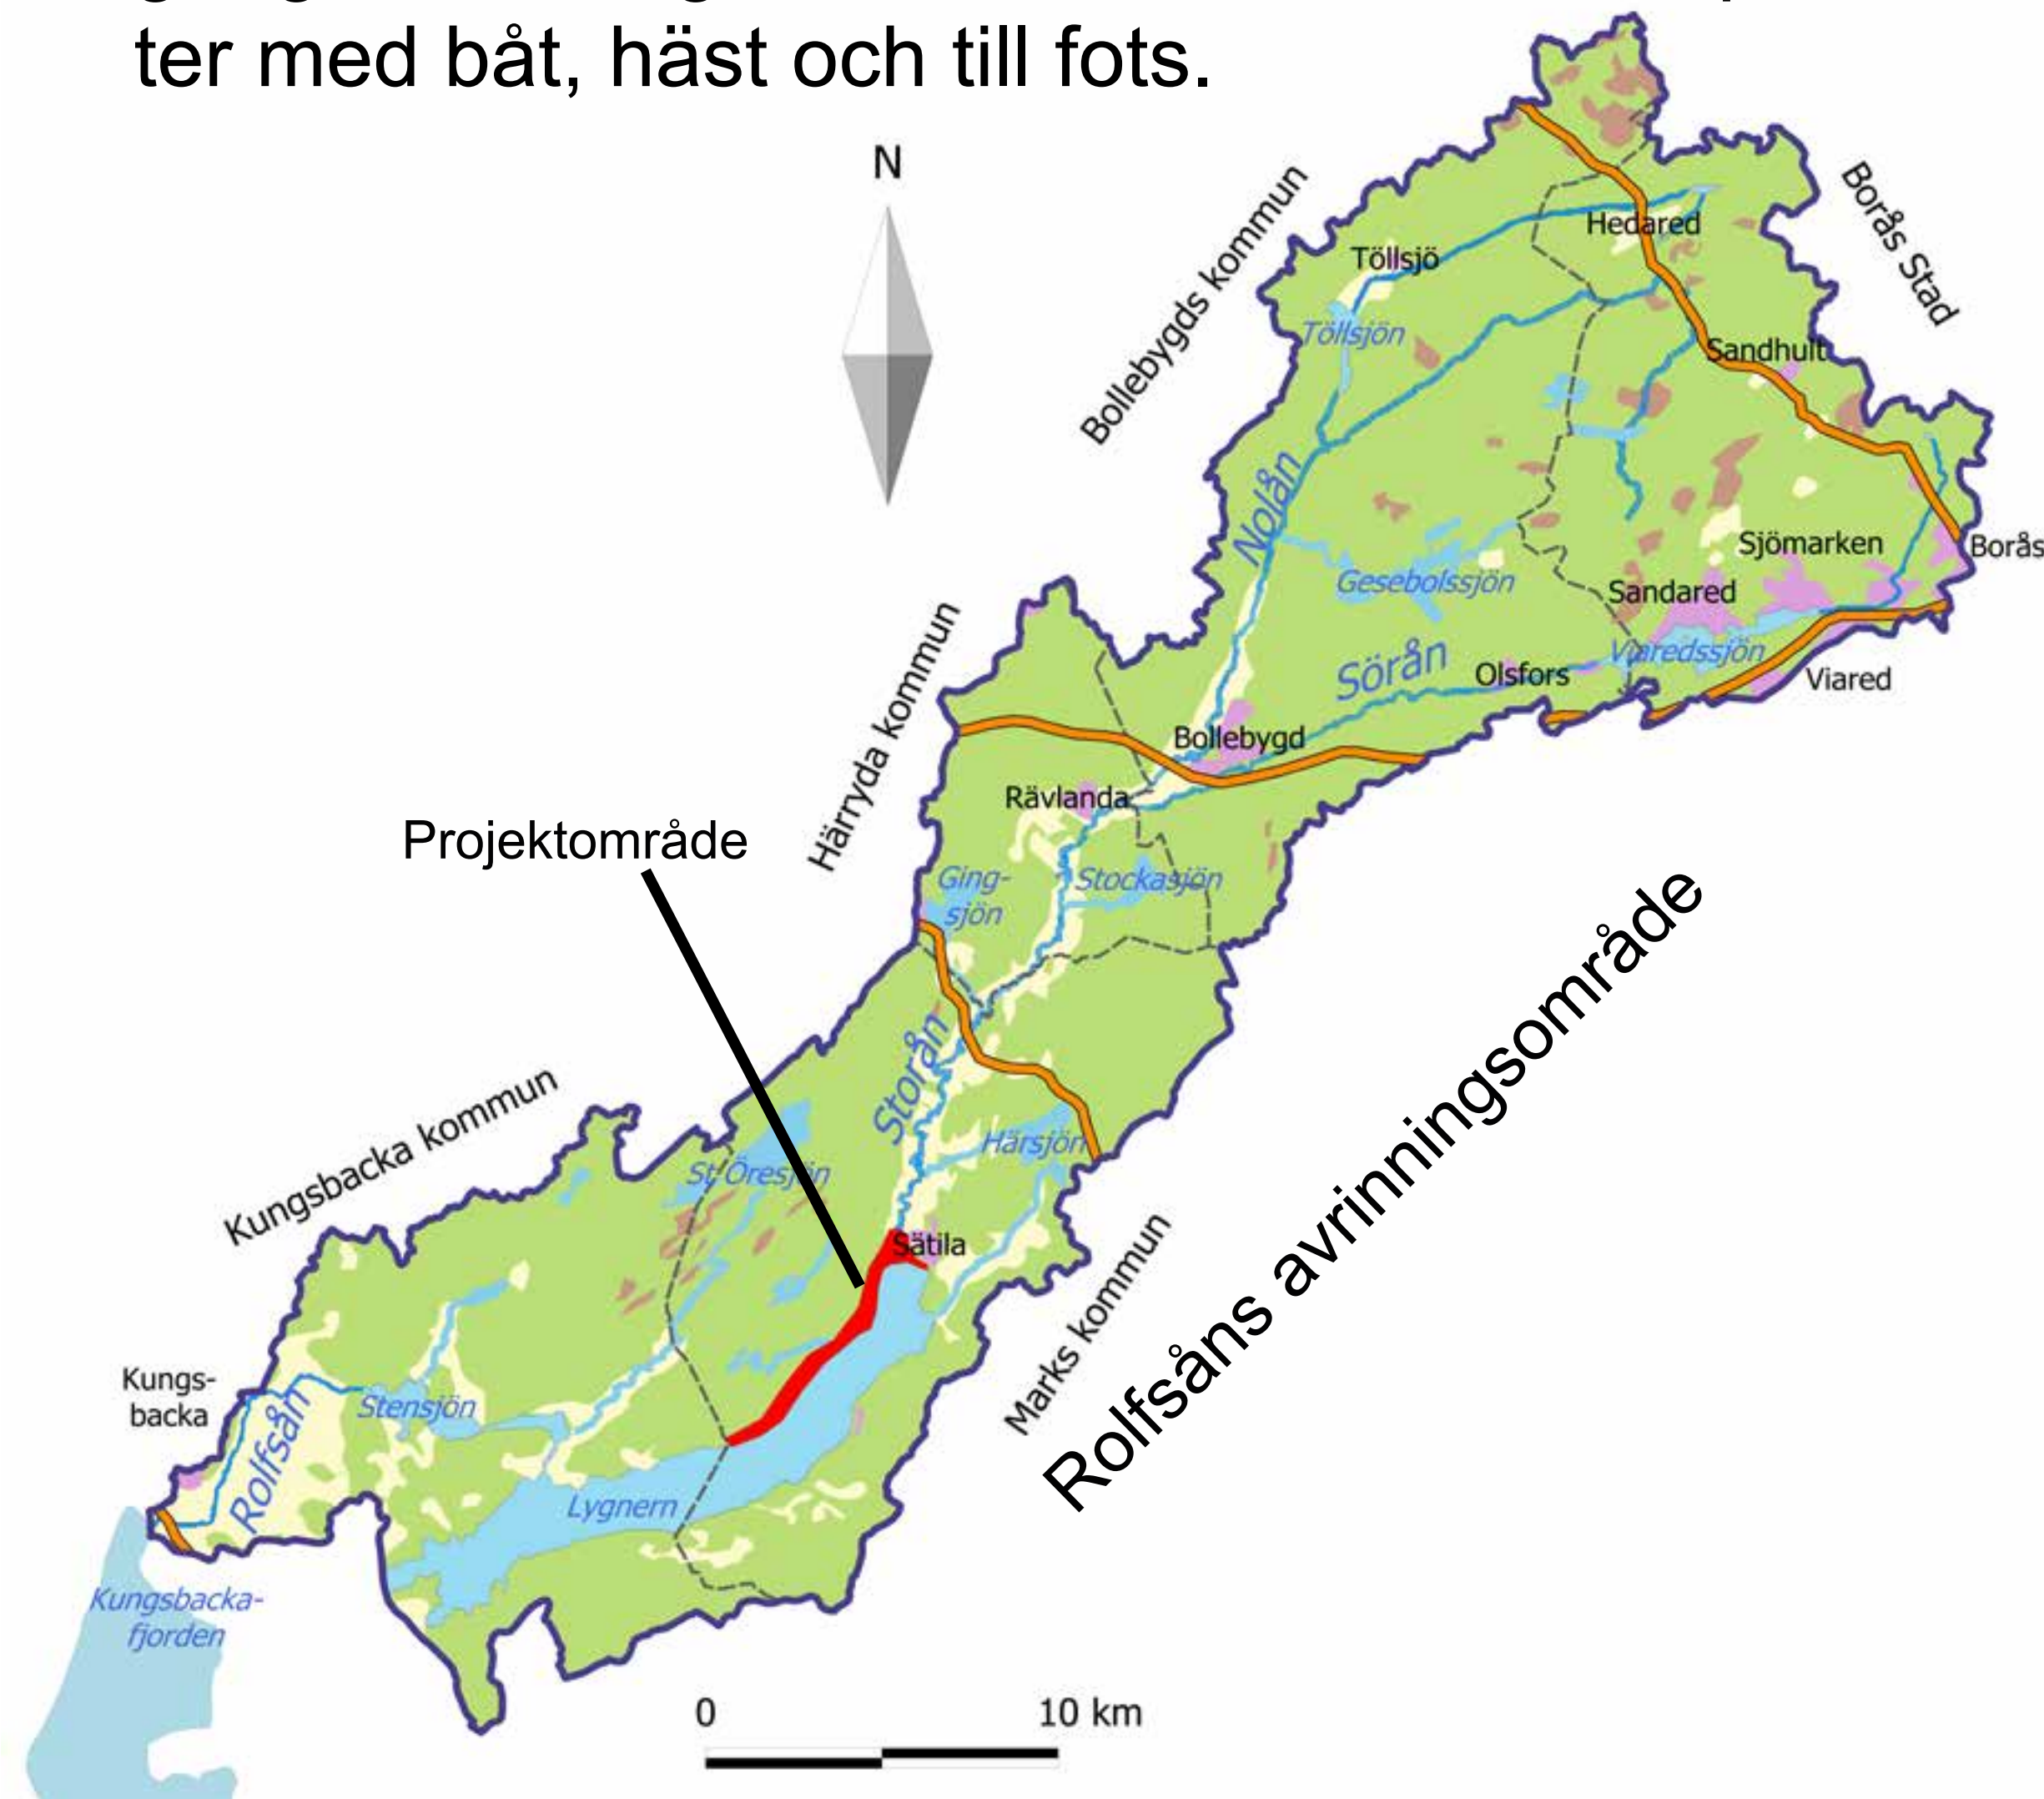 ter med båt, häst och till fots.
N
Bollebygds kommun
Borås Stad
Hedared
Töllsjö
Töllsjön
Sandhult
Nolån
Sjömarken
Borås
Gesebolssjön
Sandared
Viaredssjön
Sörån
Olsfors
Viared
Härryda kommun
Bollebygd
Rävlanda
Projektområde
Ging-
sjön
Stockasjön
Rolfsåns avrinningsområde
Storån
Kungsbacka kommun
Härsjön
St Öresjön
Sätila
Marks kommun
Kungs-
backa
Stensjön
Rolfsån
Lygnern
Kungsbacka-
fjorden
0 10 km